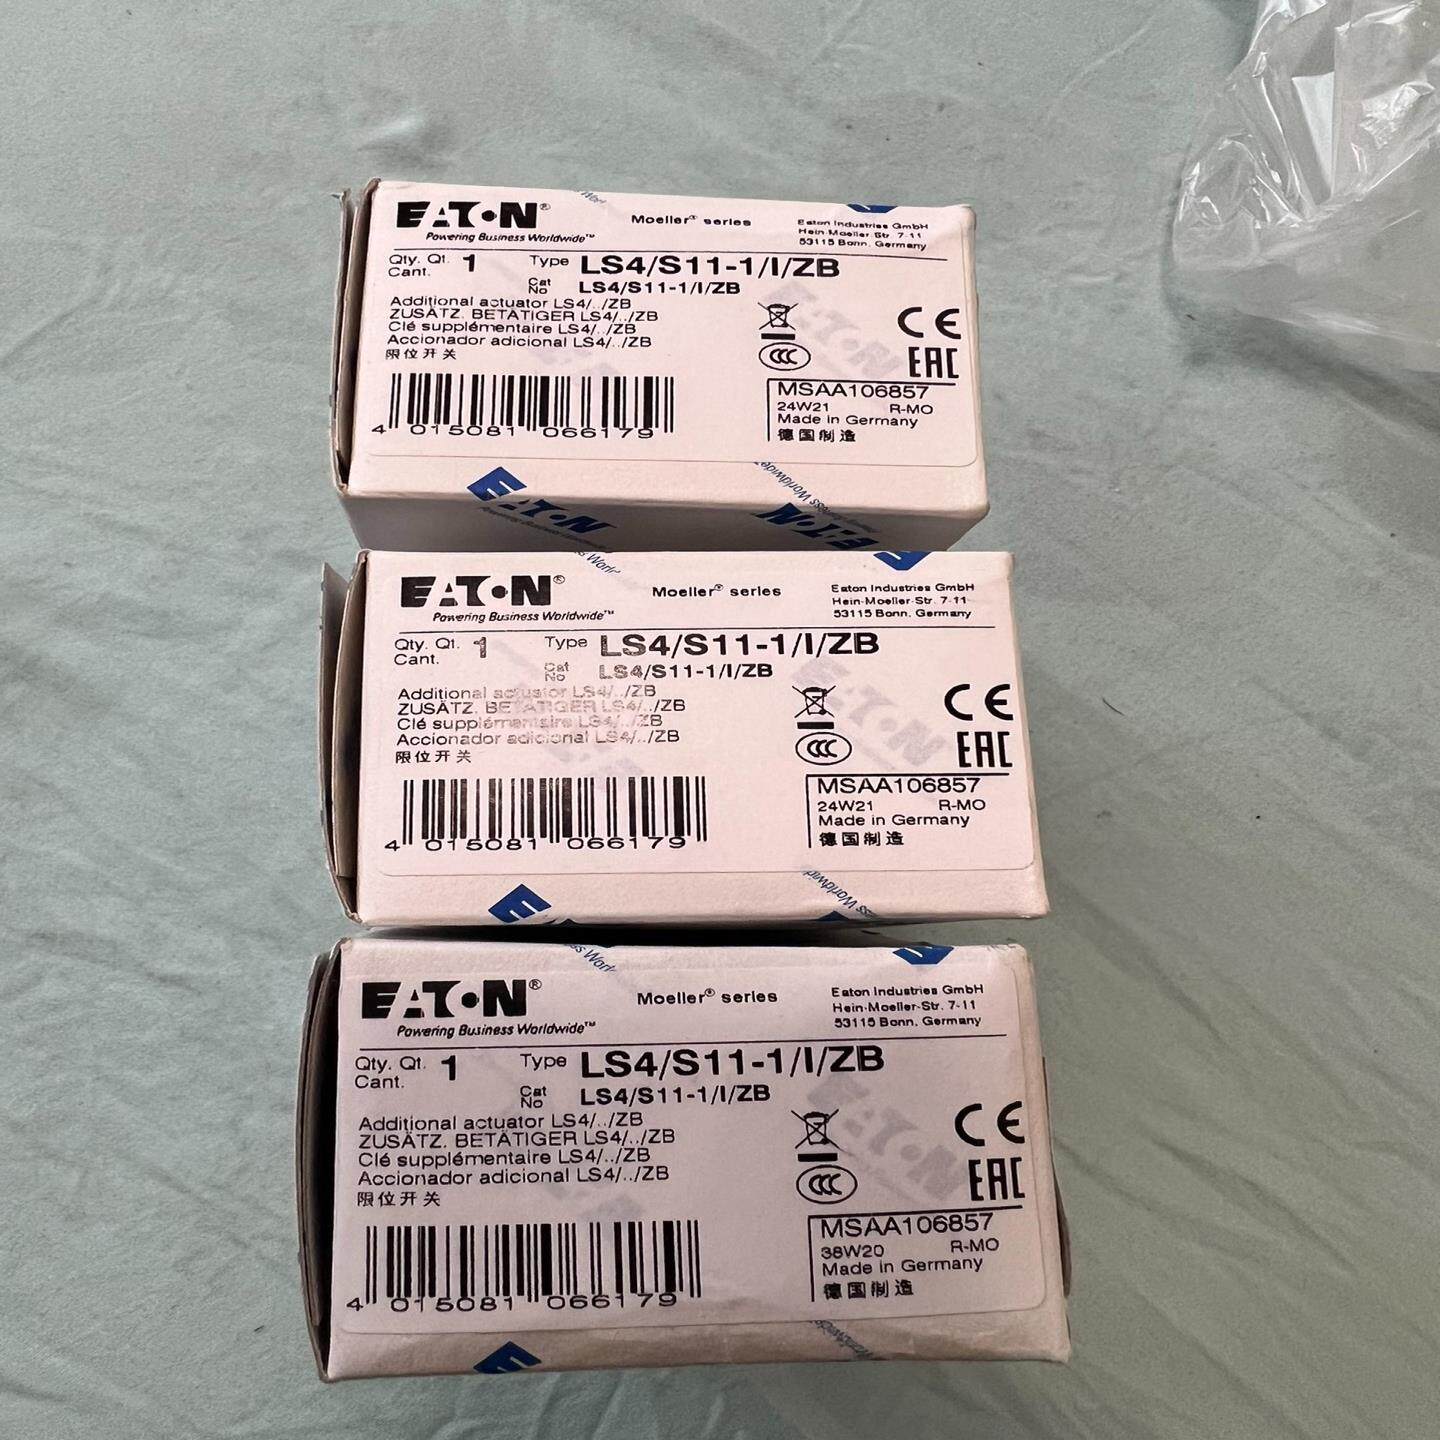 EATON®
Powering Business Worldwide™
Moeller® series
Eaton Industries GmbH
Hein-Moeller-Str. 7-11
53115 Bonn, Germany
Qty. Qt. 1
Cant.
Type LS4/S11-1/I/ZB
Cat No LS4/S11-1/I/ZB
Additional actuator LS4/../ZB
ZUSÄTZ. BETÄTIGER LS4/../ZB
Clé supplémentaire LS4/../ZB
Accionador adicional LS4/../ZB
限位开关
CE
CCC
EAC
4 015081 066179
MSAA106857
24W21 R-MO
Made in Germany
德国制造
EATON
Powering Business
EATON
EATON®
Powering Business Worldwide™
Moeller® series
Eaton Industries GmbH
Hein-Moeller-Str. 7-11
53115 Bonn, Germany
Qty. Qt. 1
Cant.
Type LS4/S11-1/I/ZB
Cat No LS4/S11-1/I/ZB
Additional actuator LS4/../ZB
ZUSÄTZ. BETÄTIGER LS4/../ZB
Clé supplémentaire LS4/../ZB
Accionador adicional LS4/../ZB
限位开关
CE
CCC
EAC
4 015081 066179
MSAA106857
24W21 R-MO
Made in Germany
德国制造
EATON®
Powering Business Worldwide™
Moeller® series
Eaton Industries GmbH
Hein-Moeller-Str. 7-11
53115 Bonn, Germany
Qty. Qt. 1
Cant.
Type LS4/S11-1/I/ZB
Cat No LS4/S11-1/I/ZB
Additional actuator LS4/../ZB
ZUSÄTZ. BETÄTIGER LS4/../ZB
Clé supplémentaire LS4/../ZB
Accionador adicional LS4/../ZB
限位开关
CE
CCC
EAC
4 015081 066179
MSAA106857
38W20 R-MO
Made in Germany
德国制造